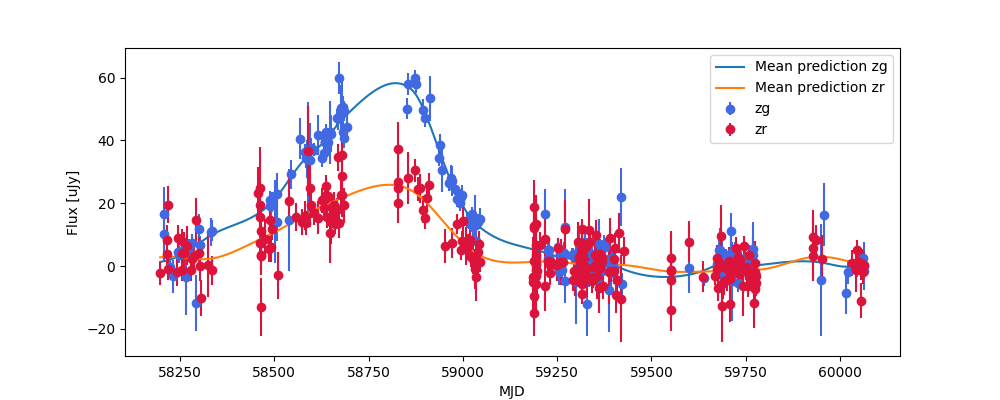 Mean prediction zg
Mean prediction zr
zg
zr
Flux [uJy]
60
40
20
0
−20
58250 58500 58750 59000 59250 59500 59750 60000
MJD